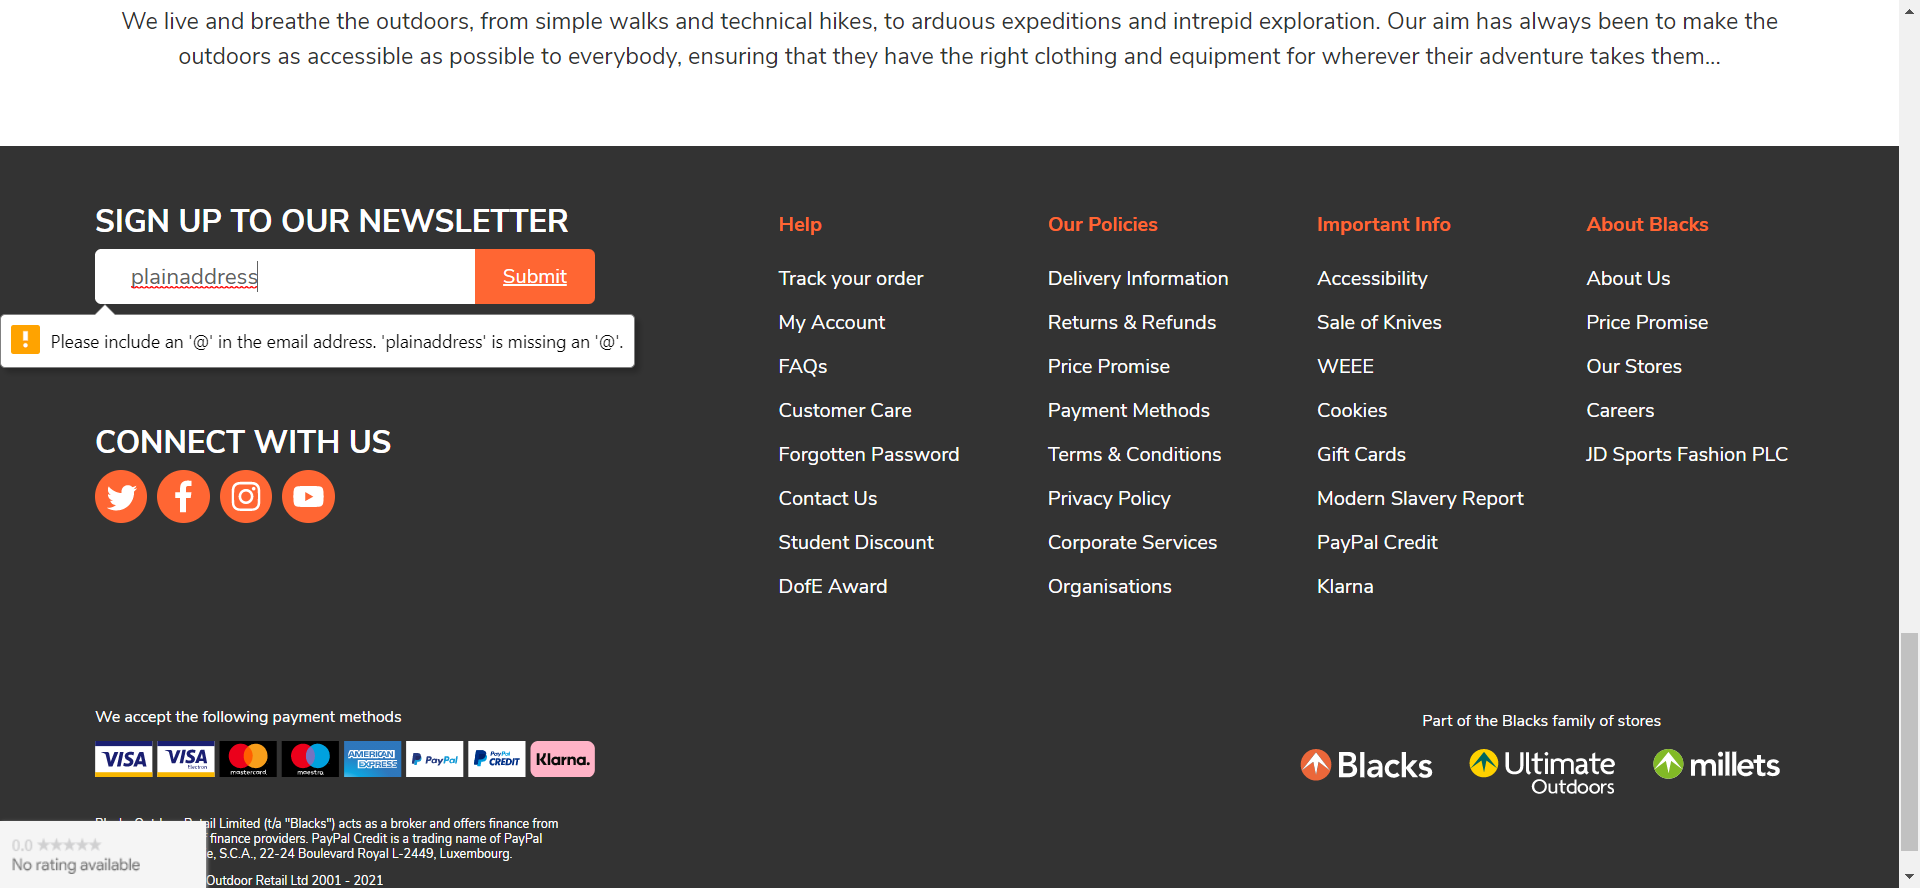 We live and breathe the outdoors, from simple walks and technical hikes, to arduous expeditions and intrepid exploration. Our aim has always been to make the
outdoors as accessible as possible to everybody, ensuring that they have the right clothing and equipment for wherever their adventure takes them...
SIGN UP TO OUR NEWSLETTER
plainaddress
Submit
Please include an '@' in the email address. 'plainaddress' is missing an '@'.
CONNECT WITH US
Help
Track your order
My Account
FAQs
Customer Care
Forgotten Password
Contact Us
Student Discount
DofE Award
Our Policies
Delivery Information
Returns & Refunds
Price Promise
Payment Methods
Terms & Conditions
Privacy Policy
Corporate Services
Organisations
Important Info
Accessibility
Sale of Knives
WEEE
Cookies
Gift Cards
Modern Slavery Report
PayPal Credit
Klarna
About Blacks
About Us
Price Promise
Our Stores
Careers
JD Sports Fashion PLC
We accept the following payment methods
VISA
VISA
Electron
mastercard
maestro
AMERICAN
EXPRESS
PayPal
PayPal
CREDIT
Klarna.
Part of the Blacks family of stores
Blacks
Ultimate
Outdoors
millets
Limited (t/a "Blacks") acts as a broker and offers finance from
finance providers. PayPal Credit is a trading name of PayPal
S.C.A., 22-24 Boulevard Royal L-2449, Luxembourg.
Outdoor Retail Ltd 2001 - 2021
0.0
No rating available